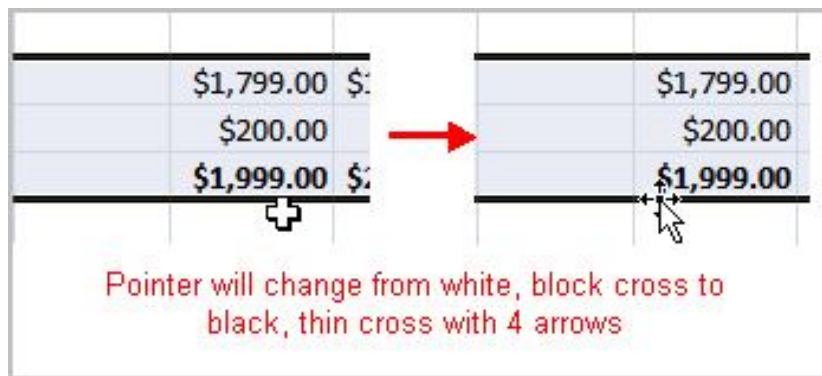 $1,799.00 $1,799.00
$200.00 $200.00
$1,999.00 $1,999.00
Pointer will change from white, block cross to
black, thin cross with 4 arrows